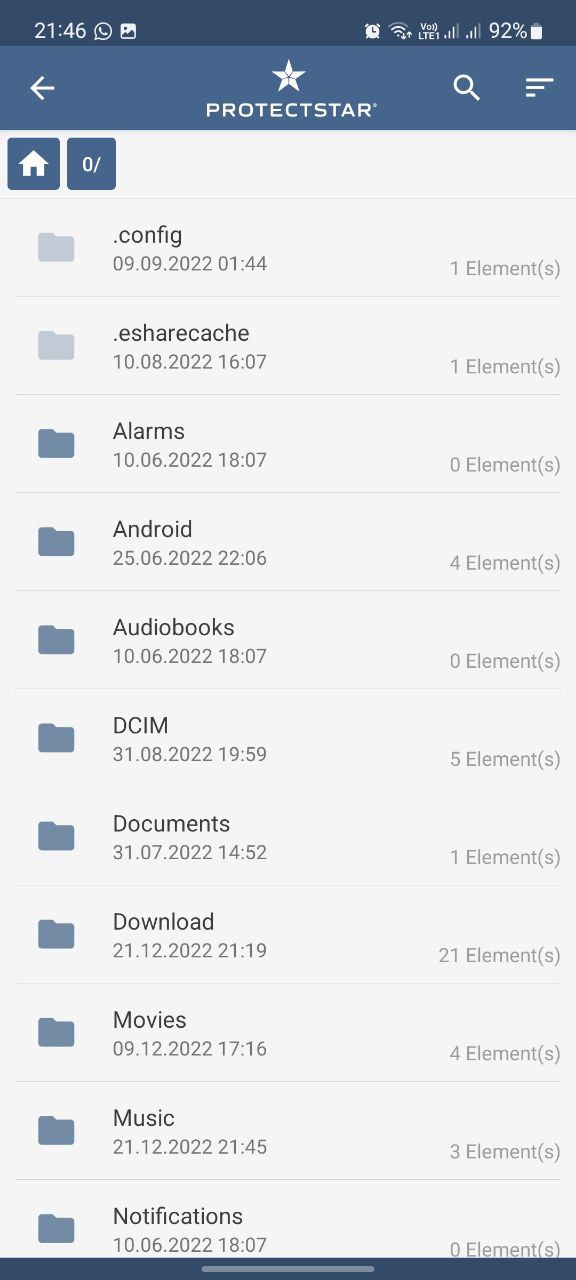 21:46
Vo)) LTE1
92%
PROTECTSTAR®
0/
.config
09.09.2022 01:44
1 Element(s)
.esharecache
10.08.2022 16:07
1 Element(s)
Alarms
10.06.2022 18:07
0 Element(s)
Android
25.06.2022 22:06
4 Element(s)
Audiobooks
10.06.2022 18:07
0 Element(s)
DCIM
31.08.2022 19:59
5 Element(s)
Documents
31.07.2022 14:52
1 Element(s)
Download
21.12.2022 21:19
21 Element(s)
Movies
09.12.2022 17:16
4 Element(s)
Music
21.12.2022 21:45
3 Element(s)
Notifications
10.06.2022 18:07
0 Element(s)